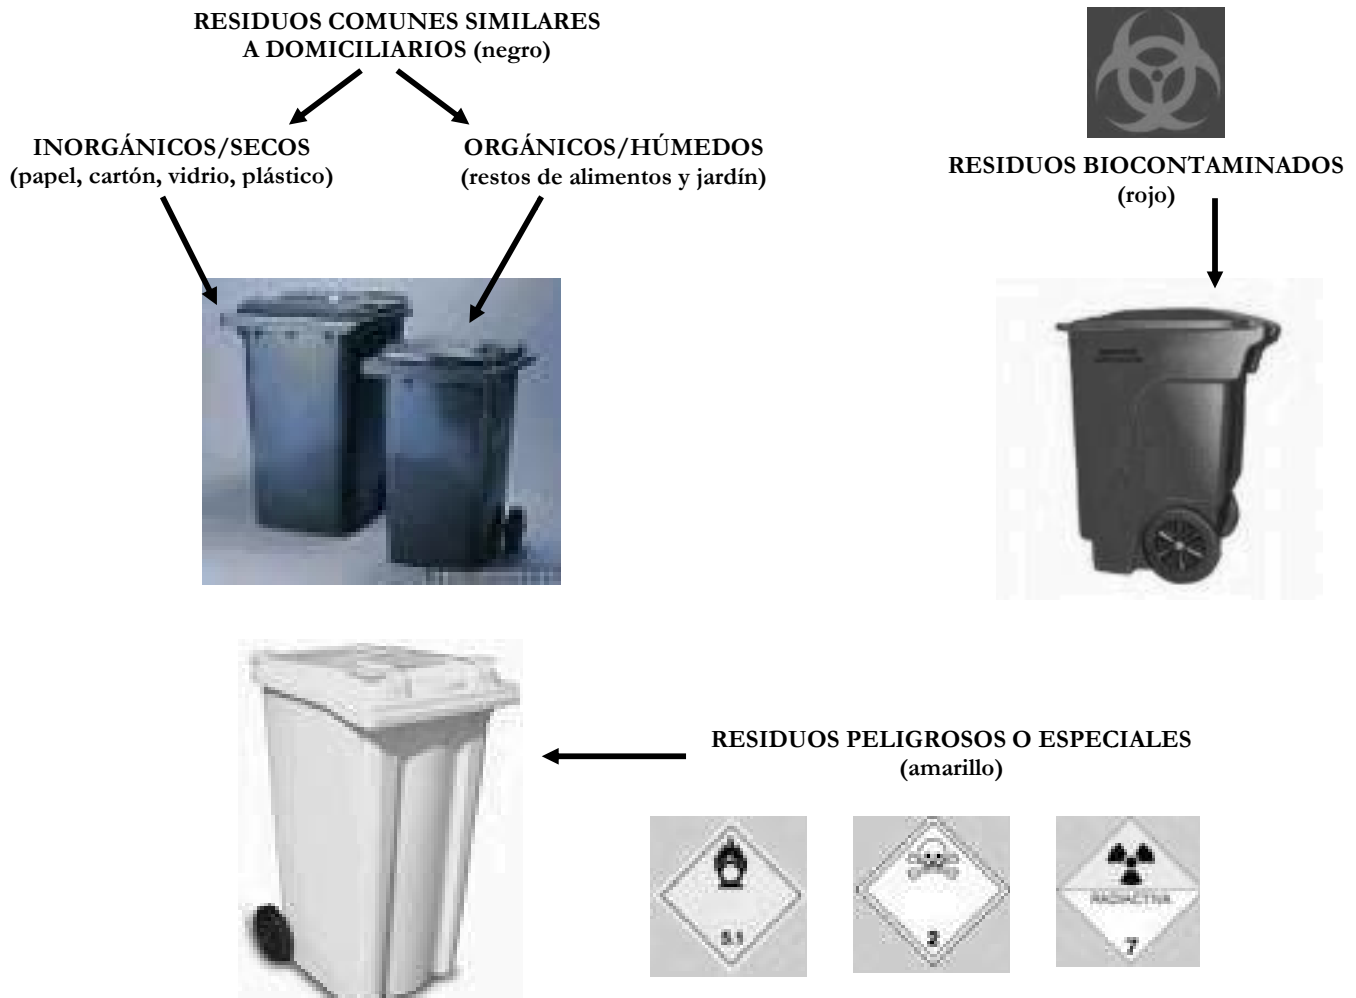 RESIDUOS COMUNES SIMILARES
A DOMICILIARIOS (negro)
INORGÁNICOS/SECOS
(papel, cartón, vidrio, plástico)
ORGÁNICOS/HÚMEDOS
(restos de alimentos y jardín)
RESIDUOS BIOCONTAMINADOS
(rojo)
RESIDUOS PELIGROSOS O ESPECIALES
(amarillo)
5.1
2
RADIACTIVA
7